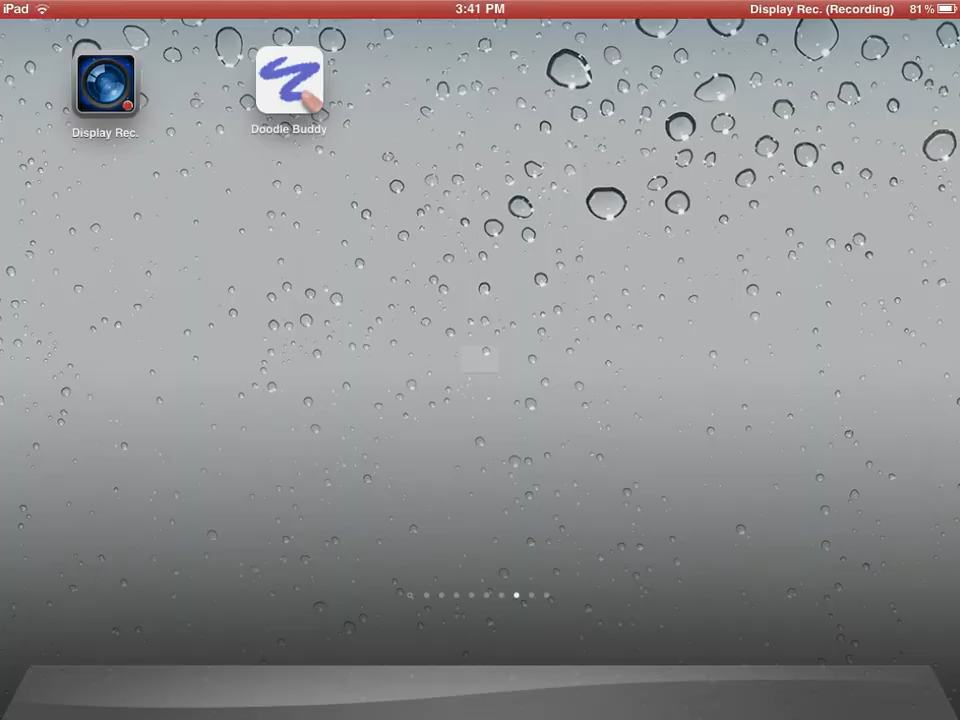 iPad 3:41 PM Display Rec. (Recording) 81%
Display Rec. Doodle Buddy